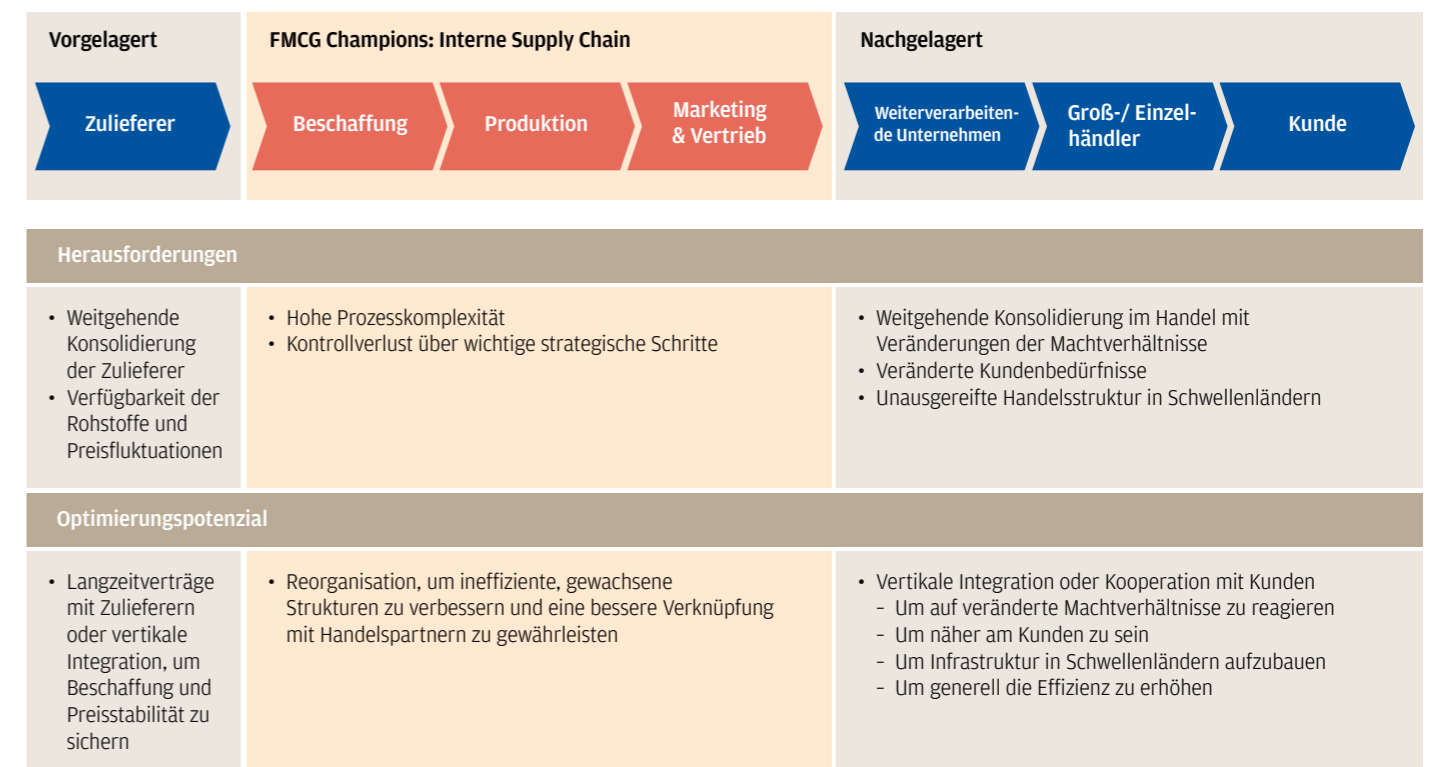 Vorgelagert
FMCG Champions: Interne Supply Chain
Nachgelagert
Zulieferer
Beschaffung
Produktion
Marketing
& Vertrieb
Weiterverarbeiten-
de Unternehmen
Groß-/ Einzel-
händler
Kunde
Herausforderungen
• Weitgehende
Konsolidierung
der Zulieferer
• Verfügbarkeit der
Rohstoffe und
Preisfluktuationen
• Hohe Prozesskomplexität
• Kontrollverlust über wichtige strategische Schritte
• Weitgehende Konsolidierung im Handel mit
Veränderungen der Machtverhältnisse
• Veränderte Kundenbedürfnisse
• Unausgereifte Handelsstruktur in Schwellenländern
Optimierungspotenzial
• Langzeitverträge
mit Zulieferern
oder vertikale
Integration, um
Beschaffung und
Preisstabilität zu
sichern
• Reorganisation, um ineffiziente, gewachsene
Strukturen zu verbessern und eine bessere Verknüpfung
mit Handelspartnern zu gewährleisten
• Vertikale Integration oder Kooperation mit Kunden
– Um auf veränderte Machtverhältnisse zu reagieren
– Um näher am Kunden zu sein
– Um Infrastruktur in Schwellenländern aufzubauen
– Um generell die Effizienz zu erhöhen